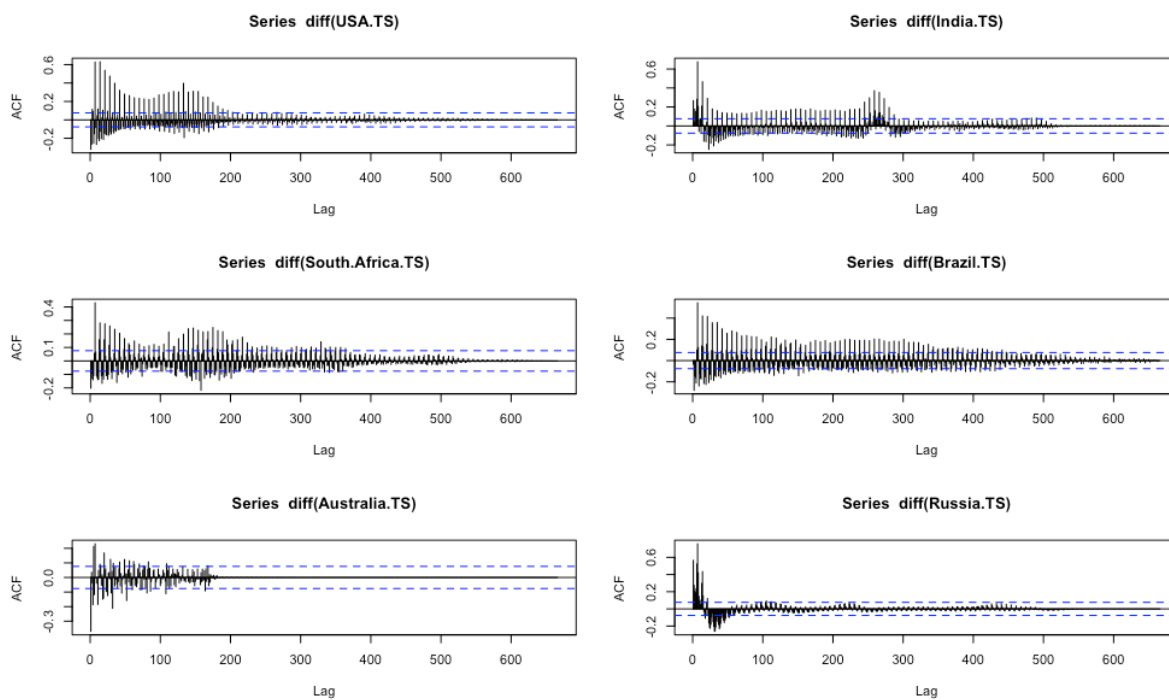 Series diff(USA.TS)
ACF
-0.2 0.2 0.6
0 100 200 300 400 500 600
Lag
Series diff(India.TS)
ACF
-0.2 0.2 0.6
0 100 200 300 400 500 600
Lag
Series diff(South.Africa.TS)
ACF
-0.2 0.1 0.4
0 100 200 300 400 500 600
Lag
Series diff(Brazil.TS)
ACF
-0.2 0.2
0 100 200 300 400 500 600
Lag
Series diff(Australia.TS)
ACF
-0.3 0.0
0 100 200 300 400 500 600
Lag
Series diff(Russia.TS)
ACF
-0.2 0.2 0.6
0 100 200 300 400 500 600
Lag